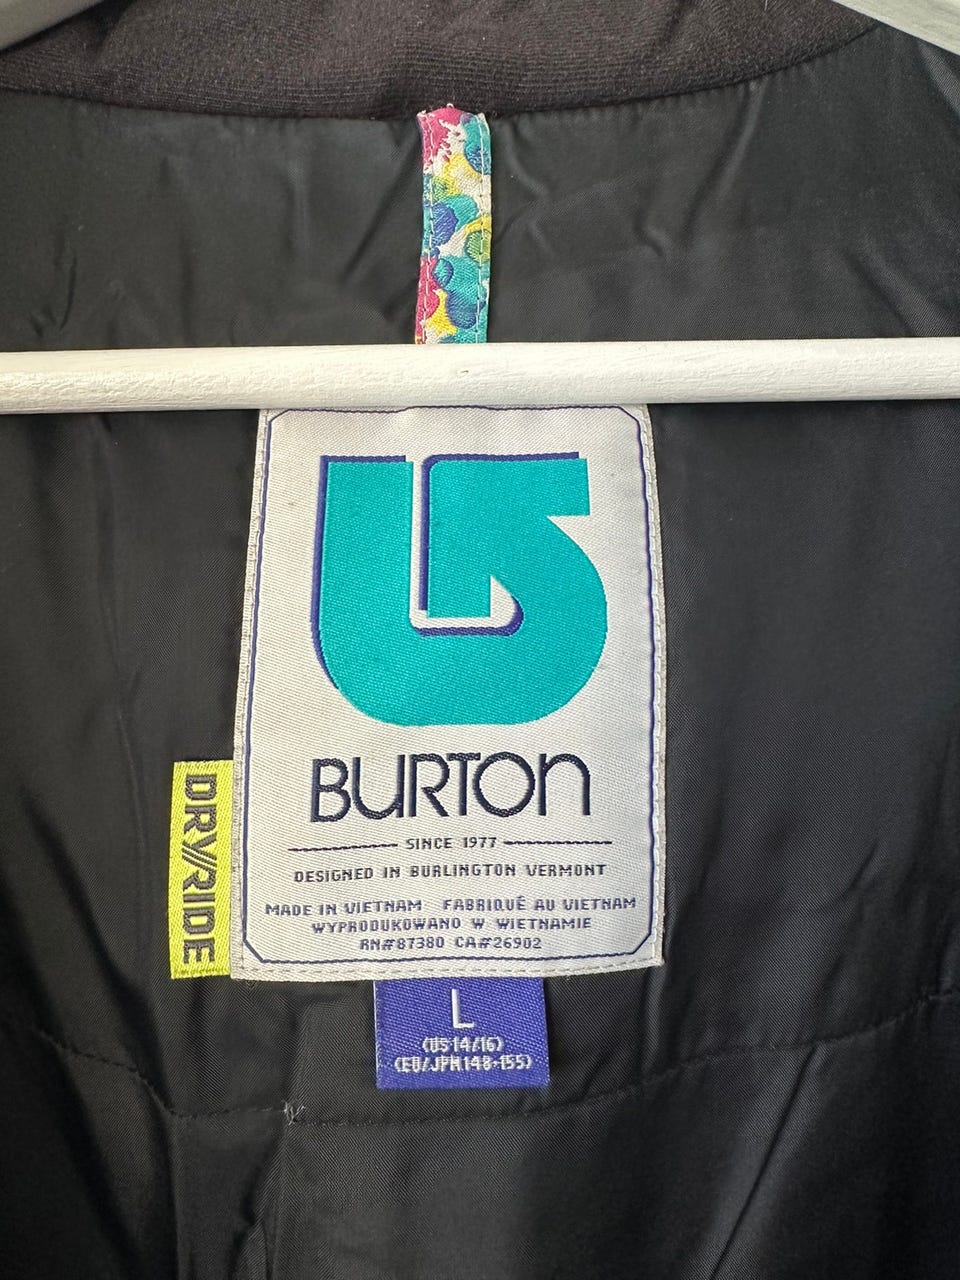 BURTON
SINCE 1977
DESIGNED IN BURLINGTON VERMONT
MADE IN VIETNAM FABRIQUÉ AU VIETNAM
WYPRODUKOWANO W WIETNAMIE
RN#87380 CA#26902
DRY//RIDE
L
(US 14/16)
(EU/JPN 148-155)